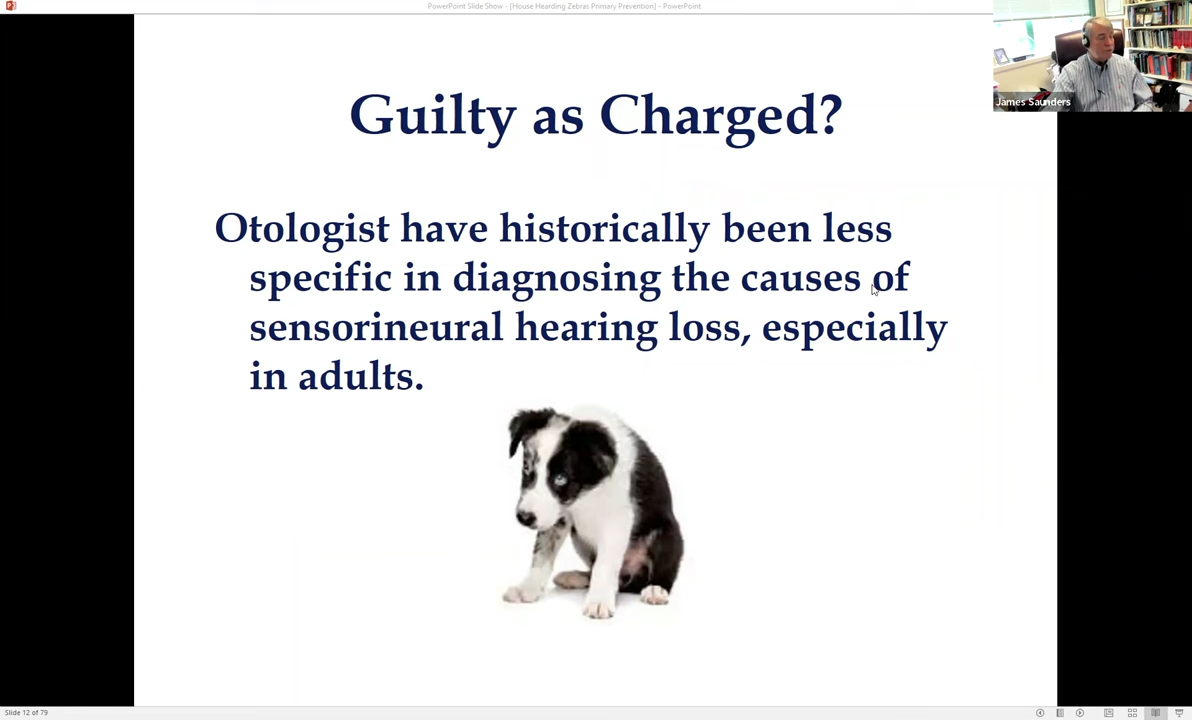 PowerPoint Slide Show - [House Hearding Zebras Primary Prevention] - PowerPoint
James Saunders
Guilty as Charged?
Otologist have historically been less
specific in diagnosing the causes of
sensorineural hearing loss, especially
in adults.
Slide 12 of 79